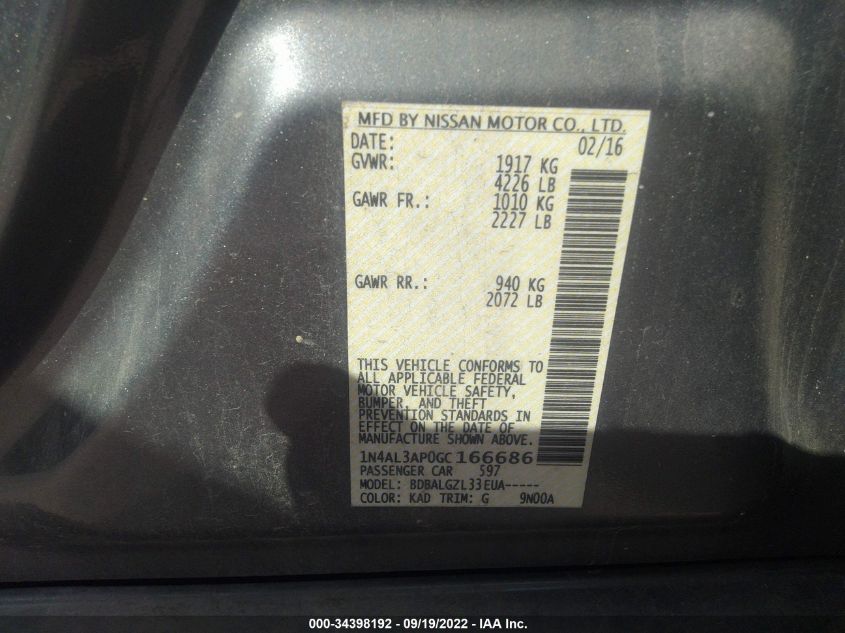 MFD BY NISSAN MOTOR CO., LTD.
DATE: 02/16
GVWR: 1917 KG
4226 LB
GAWR FR.: 1010 KG
2227 LB
GAWR RR.: 940 KG
2072 LB
THIS VEHICLE CONFORMS TO
ALL APPLICABLE FEDERAL
MOTOR VEHICLE SAFETY,
BUMPER, AND THEFT
PREVENTION STANDARDS IN
EFFECT ON THE DATE OF
MANUFACTURE SHOWN ABOVE.
1N4AL3AP0GC166686
PASSENGER CAR 597
MODEL: BDBALGZL33EUA-----
COLOR: KAD TRIM: G 9N00A
000-34398192 - 09/19/2022 - IAA Inc.